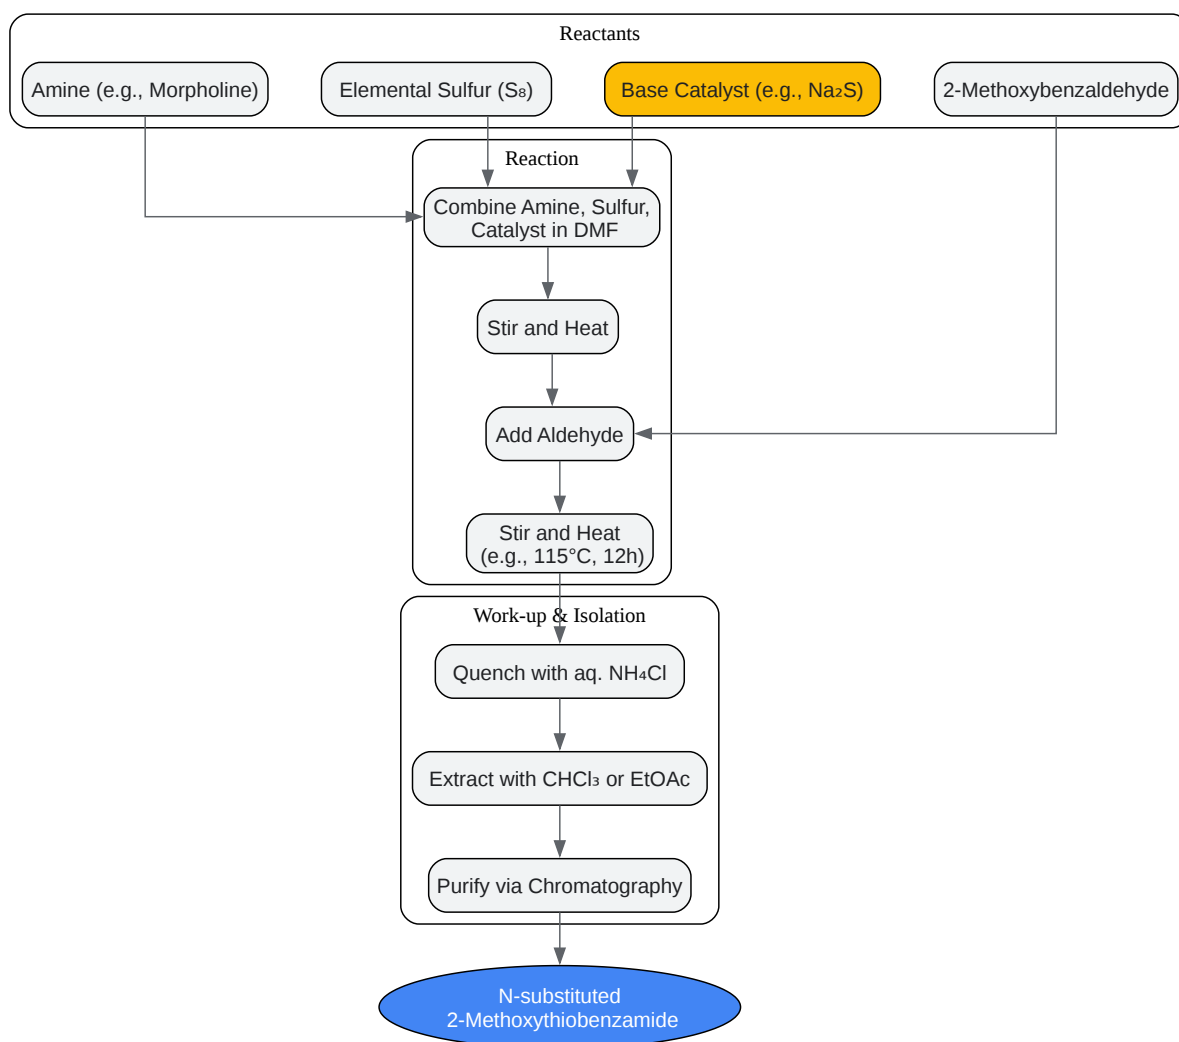 Reactants
Amine (e.g., Morpholine)
Elemental Sulfur (S₈)
Base Catalyst (e.g., Na₂S)
2-Methoxybenzaldehyde
Reaction
Combine Amine, Sulfur,
Catalyst in DMF
Stir and Heat
Add Aldehyde
Stir and Heat
(e.g., 115°C, 12h)
Work-up & Isolation
Quench with aq. NH₄Cl
Extract with CHCl₃ or EtOAc
Purify via Chromatography
N-substituted
2-Methoxythiobenzamide